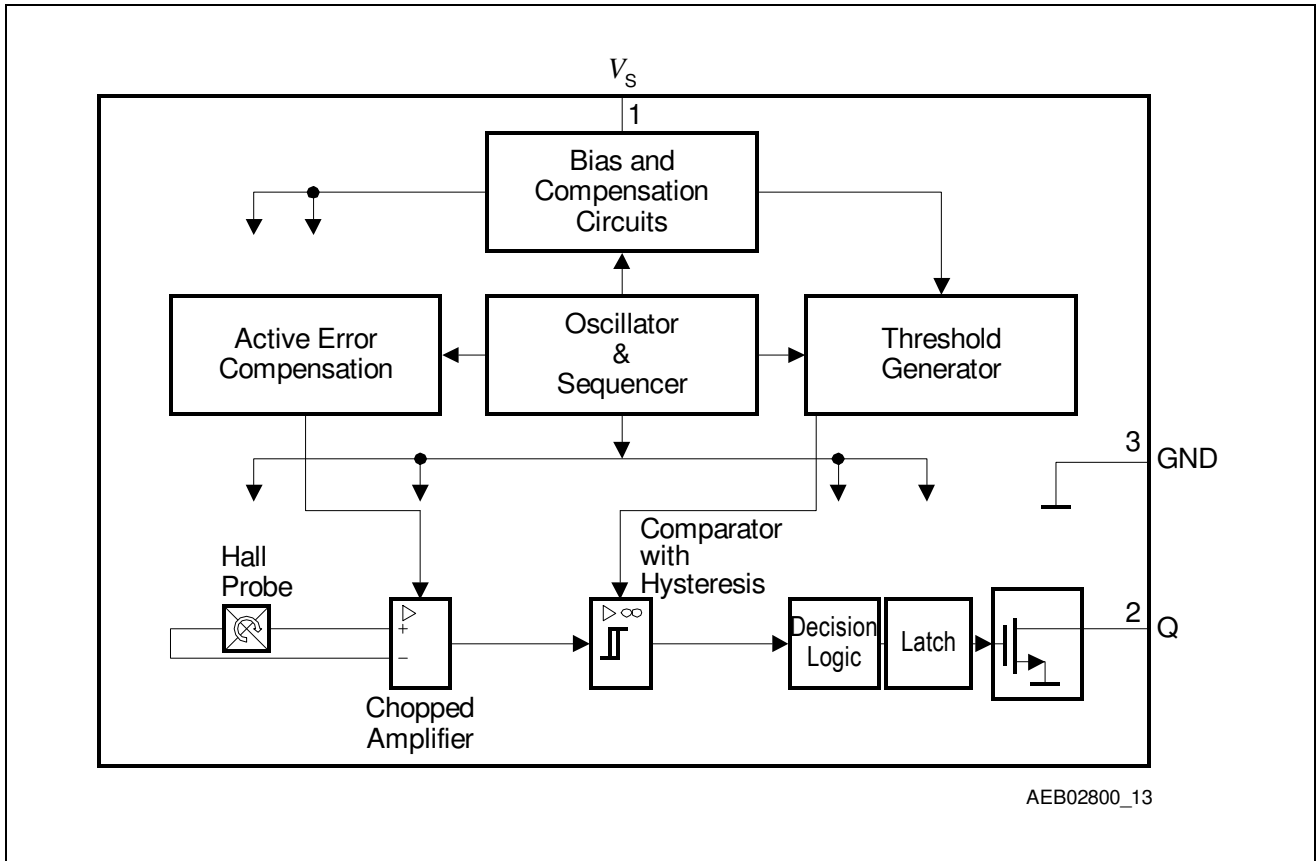 VS
1
Bias and
Compensation
Circuits
Active Error
Compensation
Oscillator
&
Sequencer
Threshold
Generator
3
GND
Comparator
with
Hysteresis
Hall
Probe
+
−
▷
▷ ∞
Decision
Logic
Latch
2
Q
Chopped
Amplifier
AEB02800_13